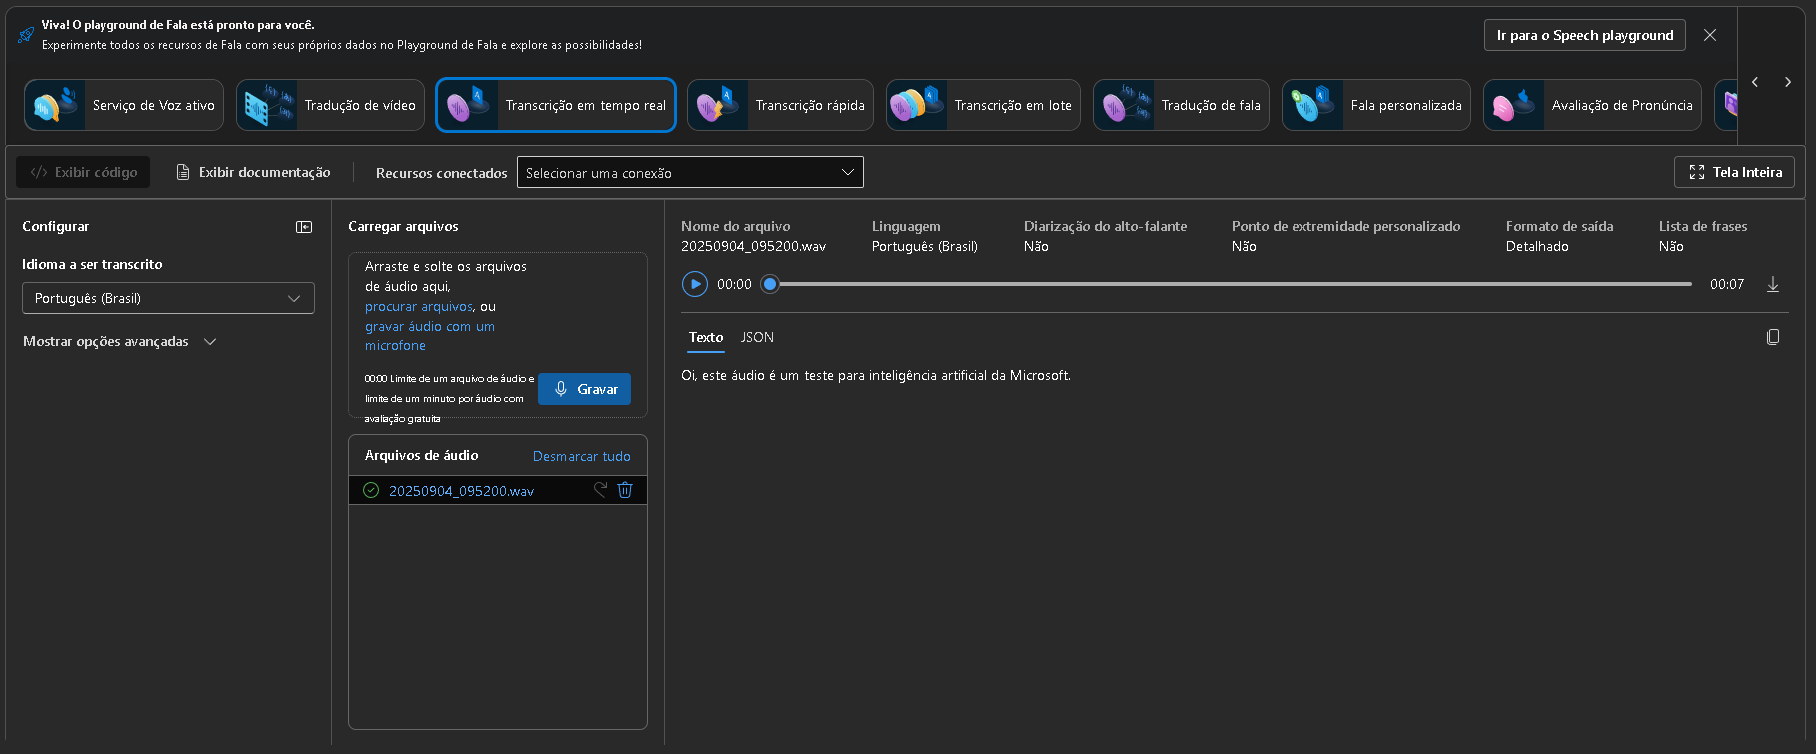 Viva! O playground de Fala está pronto para você.
Experimente todos os recursos de Fala com seus próprios dados no Playground de Fala e explore as possibilidades!
Ir para o Speech playground
Serviço de Voz ativo
Tradução de vídeo
Transcrição em tempo real
Transcrição rápida
Transcrição em lote
Tradução de fala
Fala personalizada
Avaliação de Pronúncia
</> Exibir código
Exibir documentação
Recursos conectados
Selecionar uma conexão
Tela Inteira
Configurar
Idioma a ser transcrito
Português (Brasil)
Mostrar opções avançadas
Carregar arquivos
Arraste e solte os arquivos
de áudio aqui,
procurar arquivos, ou
gravar áudio com um
microfone
00:00 Limite de um arquivo de áudio e
limite de um minuto por áudio com
avaliação gratuita
Gravar
Arquivos de áudio
Desmarcar tudo
20250904_095200.wav
Nome do arquivo
20250904_095200.wav
Linguagem
Português (Brasil)
Diarização do alto-falante
Não
Ponto de extremidade personalizado
Não
Formato de saída
Detalhado
Lista de frases
Não
00:00
00:07
Texto
JSON
Oi, este áudio é um teste para inteligência artificial da Microsoft.